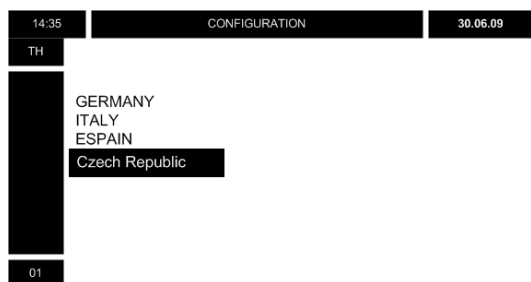 14:35 CONFIGURATION 30.06.09
TH
GERMANY
ITALY
ESPAIN
Czech Republic
01